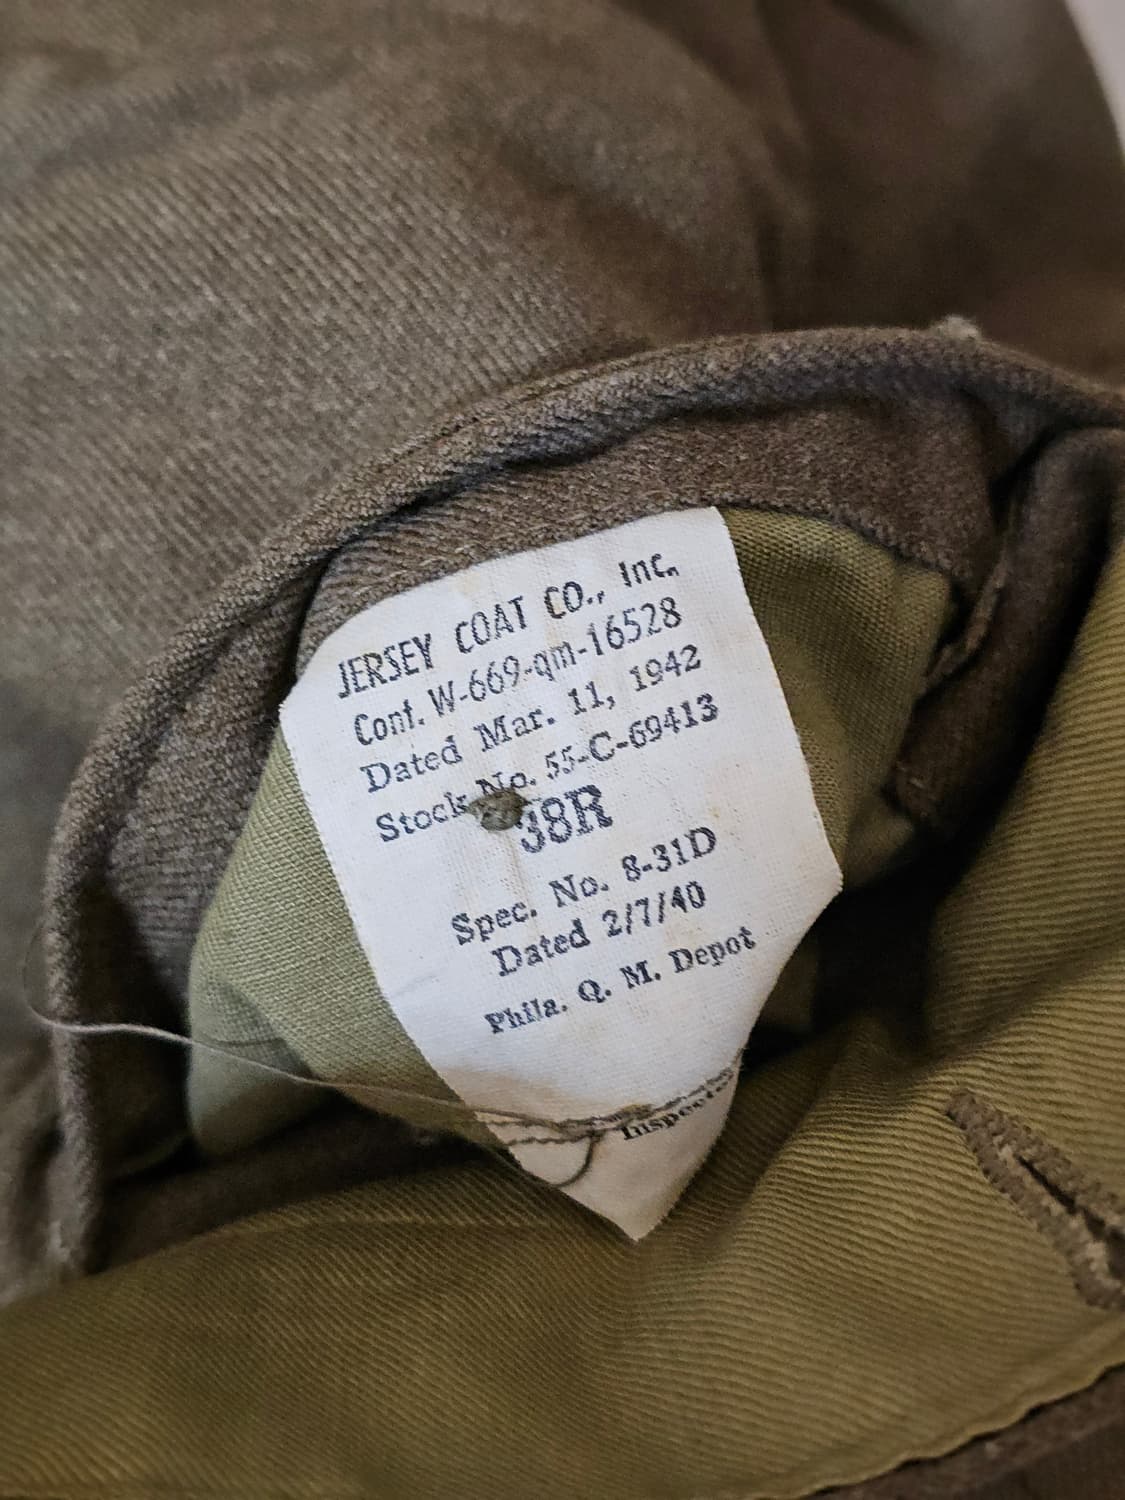 JERSEY COAT CO., Inc.
Cont. W-669-qm-16528
Dated Mar. 11, 1942
Stock No. 55-C-69413
38R
Spec. No. 8-31D
Dated 2/7/40
Phila. Q. M. Depot